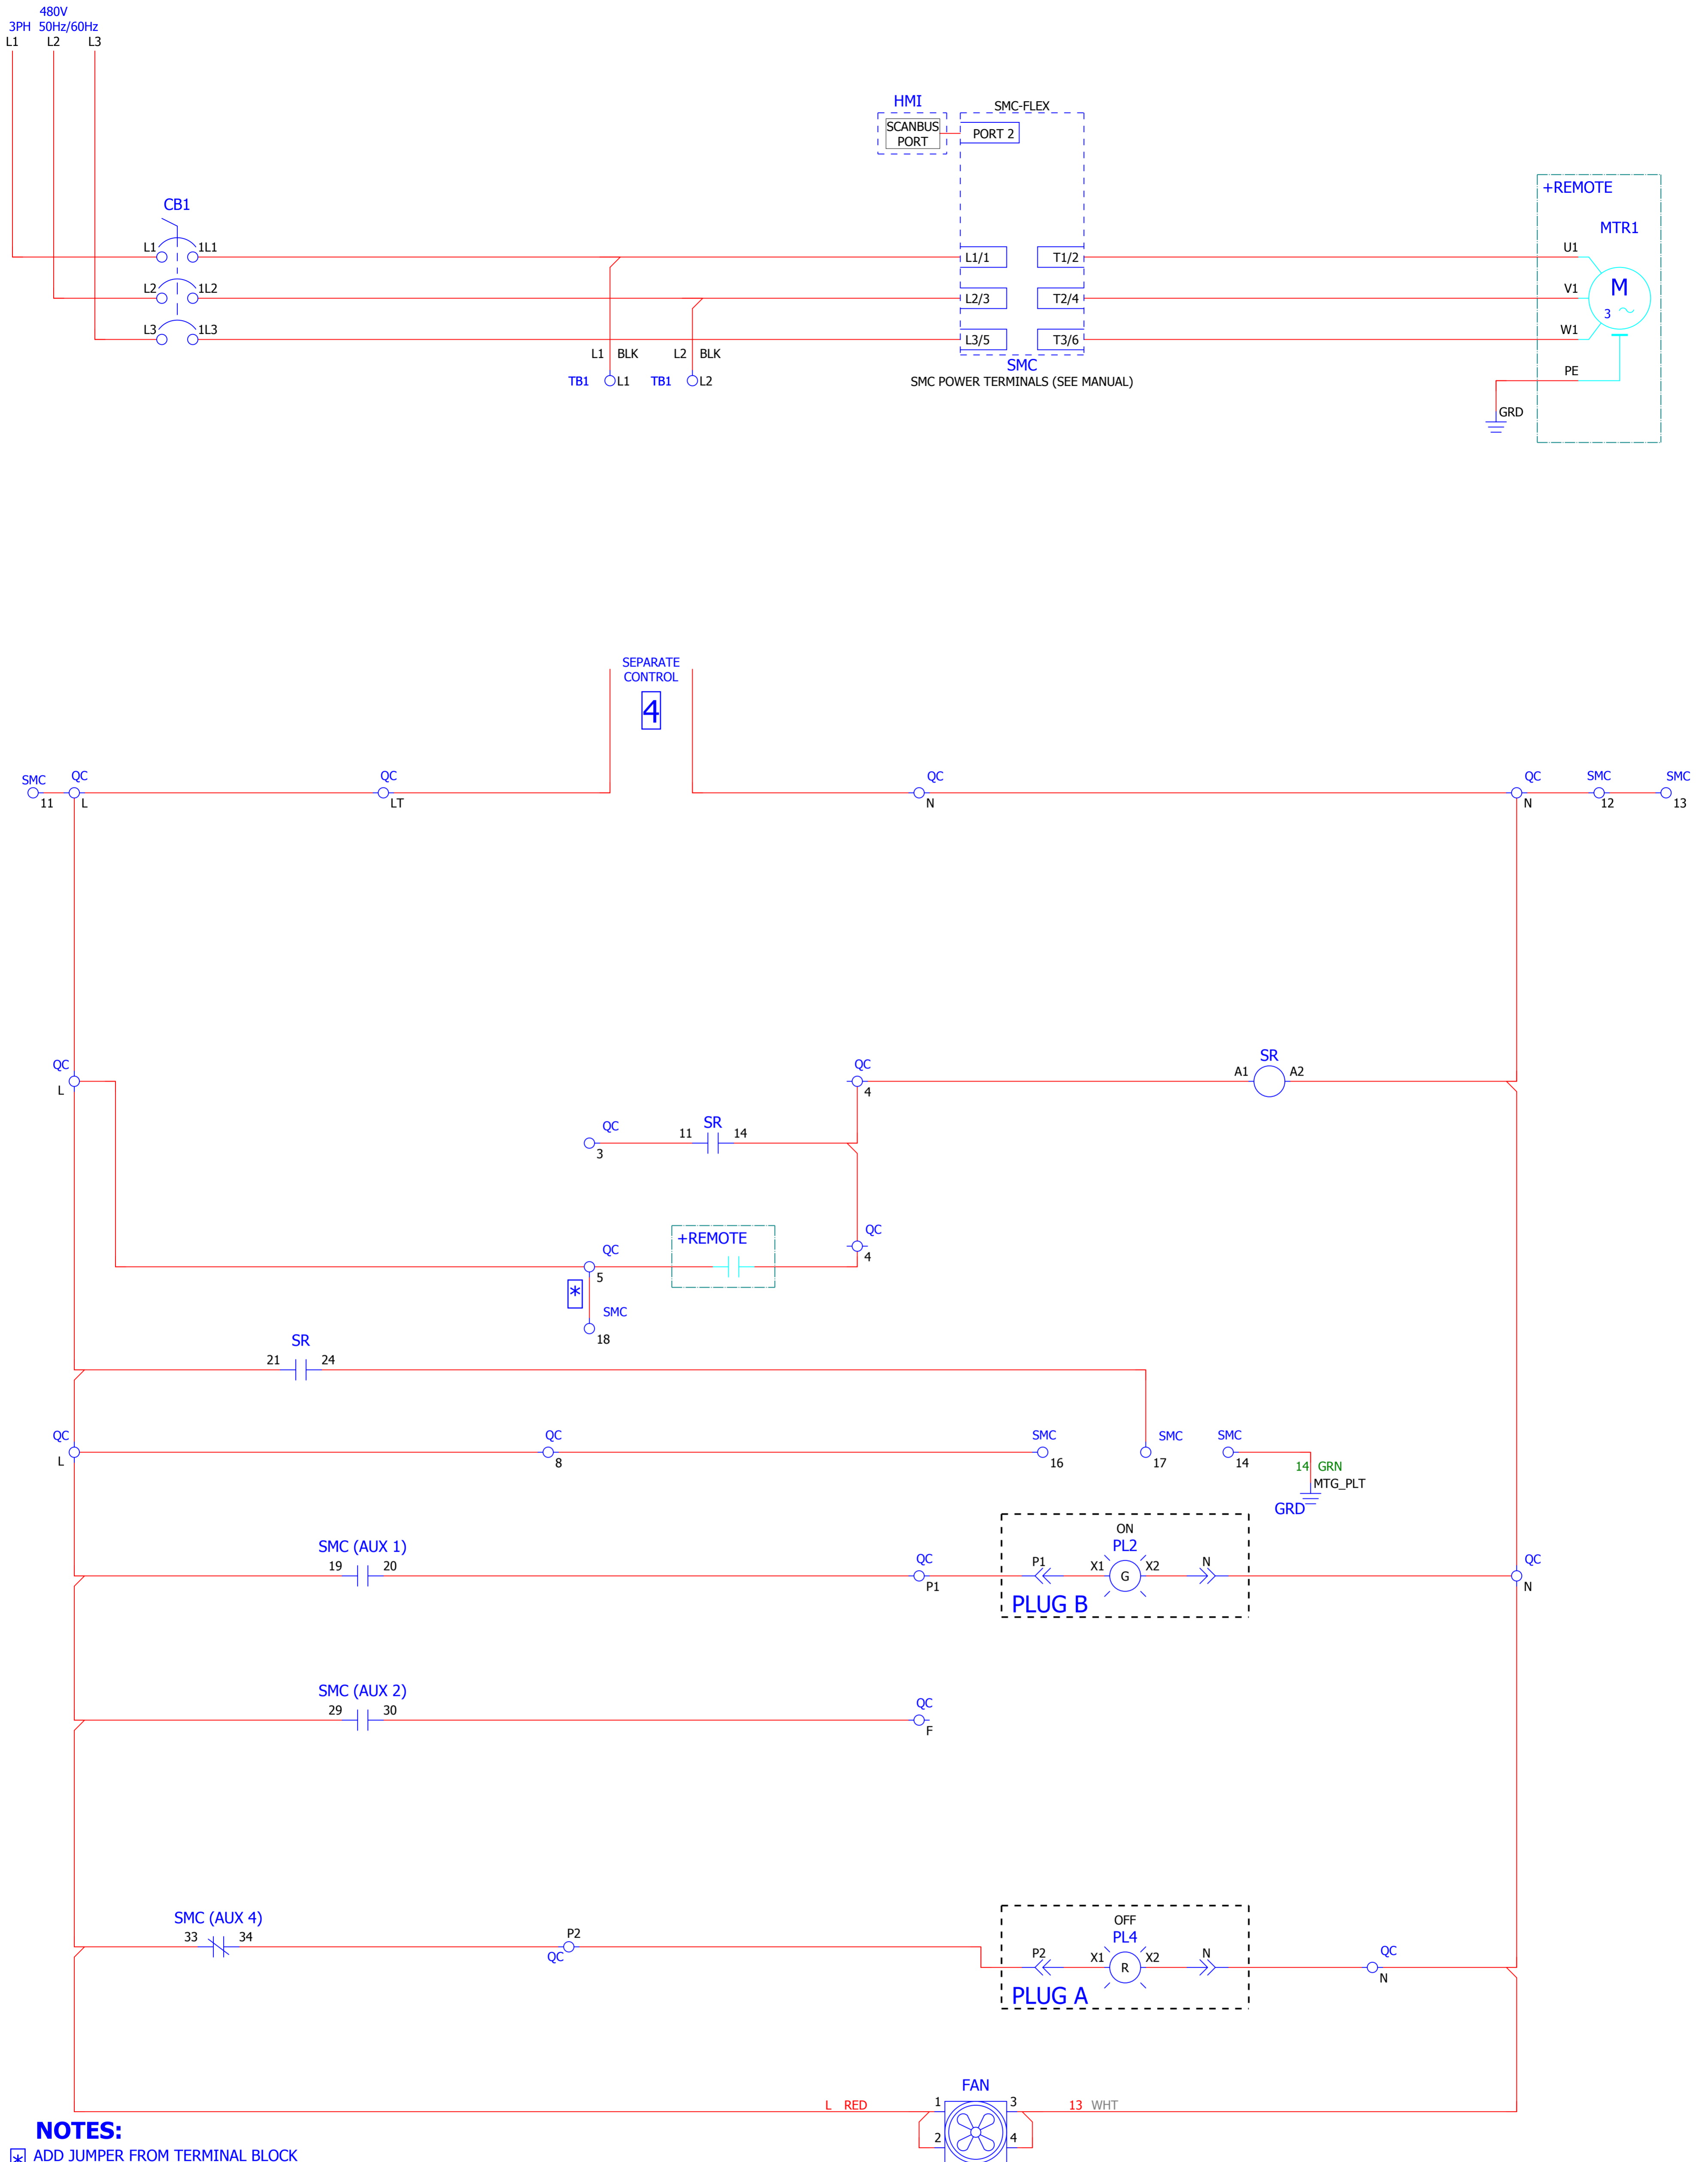 480V
3PH 50Hz/60Hz
L1 L2 L3
HMI
SCANBUS
PORT
SMC-FLEX
PORT 2
+REMOTE
MTR1
CB1
L1 1L1
L2 1L2
L3 1L3
L1/1 T1/2
L2/3 T2/4
L3/5 T3/6
U1
V1
W1
PE
M
3
GRD
L1 BLK L2 BLK
TB1 L1 TB1 L2
SMC
SMC POWER TERMINALS (SEE MANUAL)
SEPARATE
CONTROL
4
SMC QC QC QC QC SMC SMC
11 L LT N N 12 13
QC
L
QC
4
SR
A1 A2
QC
3
SR
11 14
QC
5
+REMOTE
QC
4
*
SMC
18
SR
21 24
QC
L
QC
8
SMC
16
SMC
17
SMC
14
14 GRN
MTG_PLT
GRD
SMC (AUX 1)
19 20
QC
P1
ON
PL2
P1 X1 G X2 N
PLUG B
QC
N
SMC (AUX 2)
29 30
QC
F
SMC (AUX 4)
33 34
P2
QC
OFF
PL4
P2 X1 R X2 N
PLUG A
QC
N
FAN
L RED 1 3 13 WHT
2 4
NOTES:
* ADD JUMPER FROM TERMINAL BLOCK